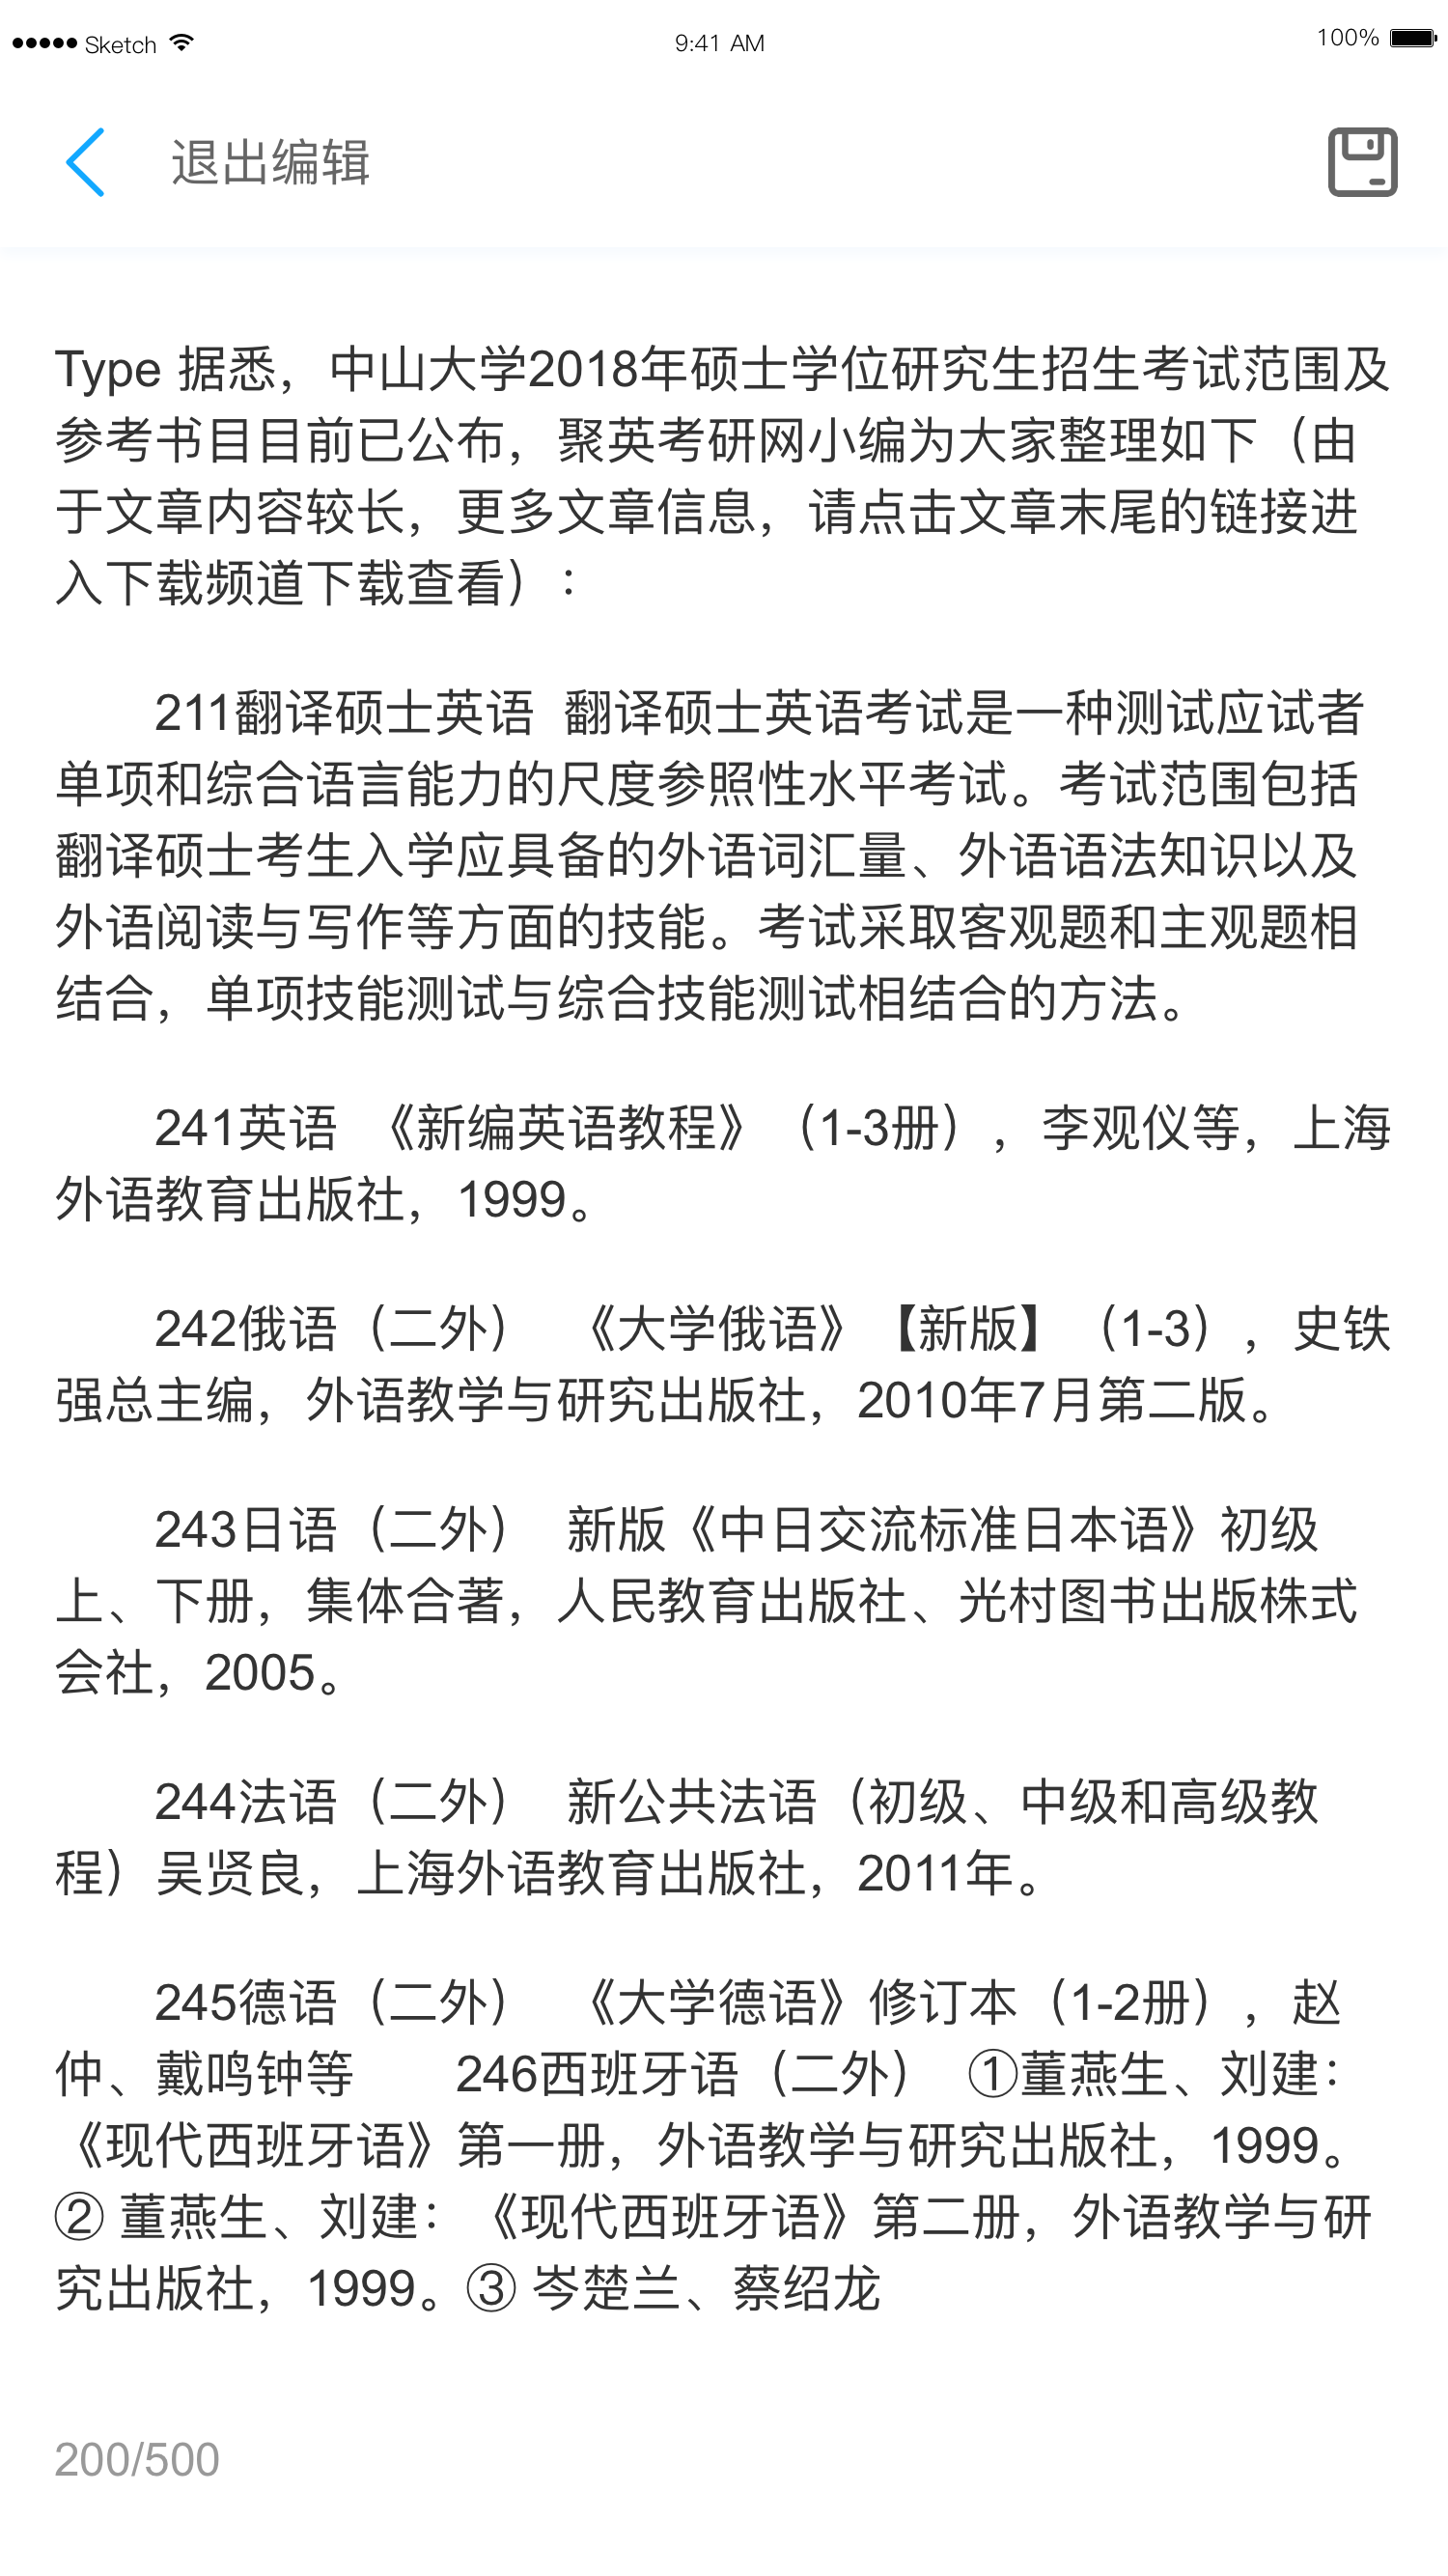 Sketch
9:41 AM
100%
退出编辑
Type 据悉，中山大学2018年硕士学位研究生招生考试范围及
参考书目目前已公布，聚英考研网小编为大家整理如下（由
于文章内容较长，更多文章信息，请点击文章末尾的链接进
入下载频道下载查看）：
211翻译硕士英语 翻译硕士英语考试是一种测试应试者
单项和综合语言能力的尺度参照性水平考试。考试范围包括
翻译硕士考生入学应具备的外语词汇量、外语语法知识以及
外语阅读与写作等方面的技能。考试采取客观题和主观题相
结合，单项技能测试与综合技能测试相结合的方法。
241英语 《新编英语教程》（1-3册），李观仪等，上海
外语教育出版社，1999。
242俄语（二外） 《大学俄语》【新版】（1-3），史铁
强总主编，外语教学与研究出版社，2010年7月第二版。
243日语（二外） 新版《中日交流标准日本语》初级
上、下册，集体合著，人民教育出版社、光村图书出版株式
会社，2005。
244法语（二外） 新公共法语（初级、中级和高级教
程）吴贤良，上海外语教育出版社，2011年。
245德语（二外） 《大学德语》修订本（1-2册），赵
仲、戴鸣钟等 246西班牙语（二外） ①董燕生、刘建：
《现代西班牙语》第一册，外语教学与研究出版社，1999。
② 董燕生、刘建：《现代西班牙语》第二册，外语教学与研
究出版社，1999。③ 岑楚兰、蔡绍龙
200/500